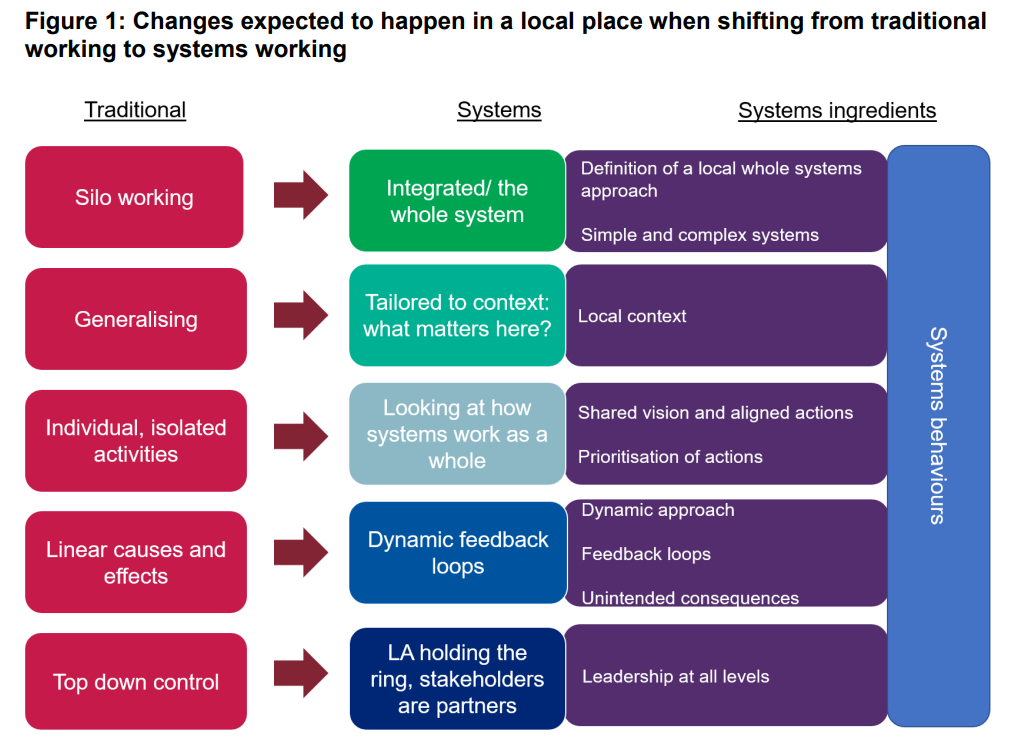 Figure 1: Changes expected to happen in a local place when shifting from traditional
working to systems working
Traditional
Systems
Systems ingredients
Silo working
Integrated/ the
whole system
Definition of a local whole systems
approach
Simple and complex systems
Generalising
Tailored to context:
what matters here?
Local context
Individual, isolated
activities
Looking at how
systems work as a
whole
Shared vision and aligned actions
Prioritisation of actions
Linear causes and
effects
Dynamic feedback
loops
Dynamic approach
Feedback loops
Unintended consequences
Top down control
LA holding the
ring, stakeholders
are partners
Leadership at all levels
Systems behaviours